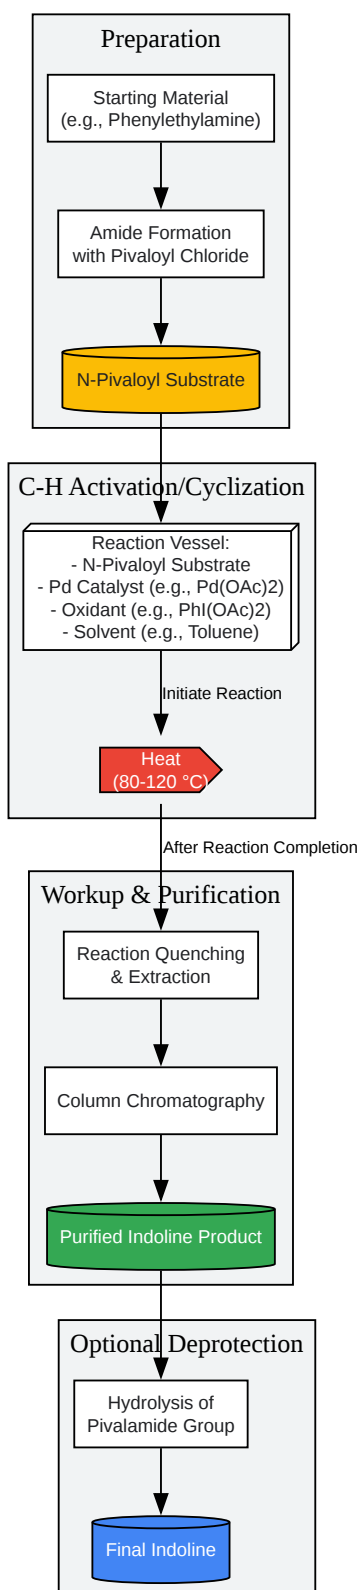 Preparation
Starting Material
(e.g., Phenylethylamine)
Amide Formation
with Pivaloyl Chloride
N-Pivaloyl Substrate
C-H Activation/Cyclization
Reaction Vessel:
- N-Pivaloyl Substrate
- Pd Catalyst (e.g., Pd(OAc)2)
- Oxidant (e.g., PhI(OAc)2)
- Solvent (e.g., Toluene)
Initiate Reaction
Heat
(80-120 °C)
After Reaction Completion
Workup & Purification
Reaction Quenching
& Extraction
Column Chromatography
Purified Indoline Product
Optional Deprotection
Hydrolysis of
Pivalamide Group
Final Indoline